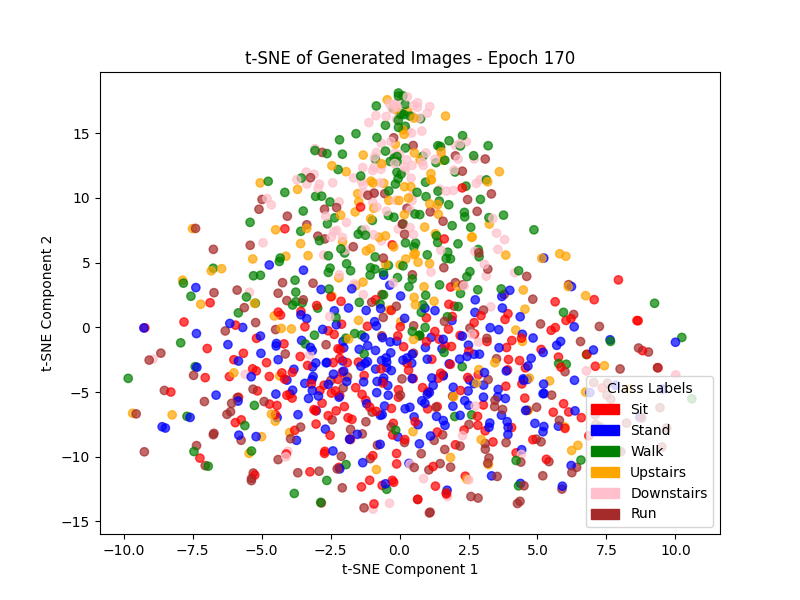 t-SNE of Generated Images - Epoch 170
t-SNE Component 2
15
10
5
0
−5
−10
−15
Class Labels
Sit
Stand
Walk
Upstairs
Downstairs
Run
−10.0 −7.5 −5.0 −2.5 0.0 2.5 5.0 7.5 10.0
t-SNE Component 1